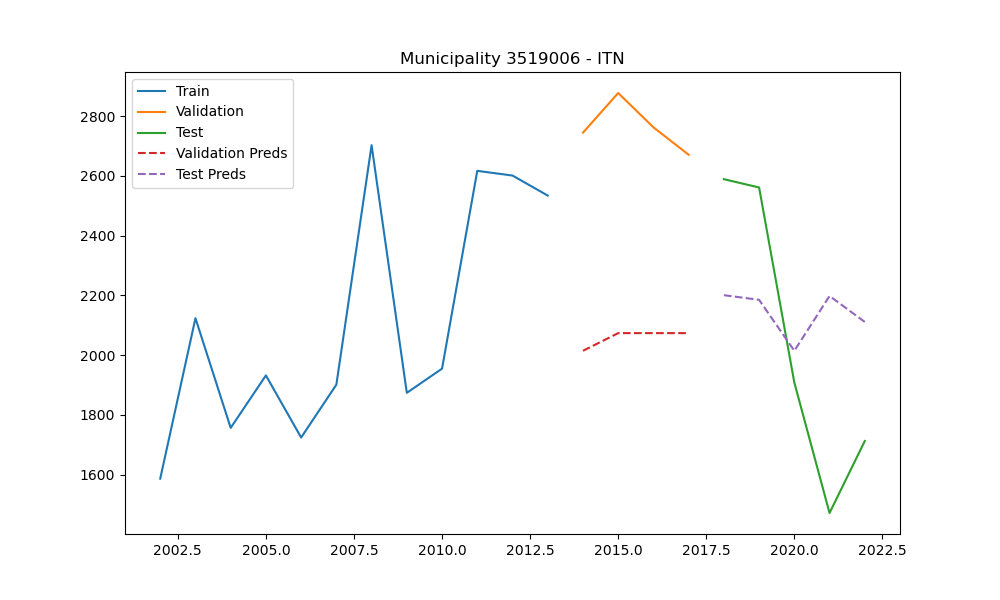 Municipality 3519006 - ITN
Train
Validation
Test
Validation Preds
Test Preds
2800
2600
2400
2200
2000
1800
1600
2002.5 2005.0 2007.5 2010.0 2012.5 2015.0 2017.5 2020.0 2022.5